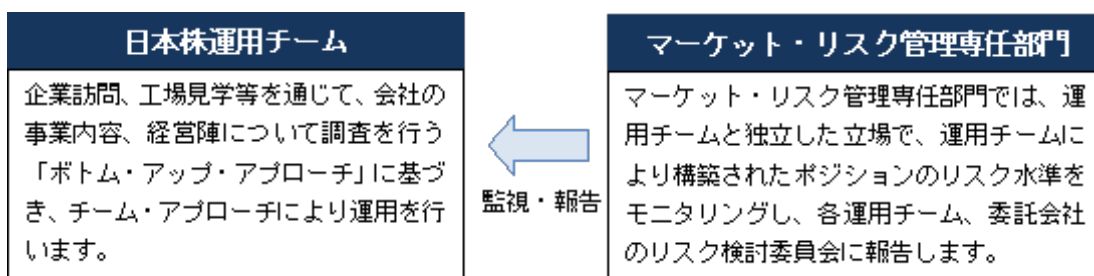 日本株運用チーム
企業訪問、工場見学等を通じて、会社の
事業内容、経営陣について調査を行う
「ボトム・アップ・アプローチ」に基づ
き、チーム・アプローチにより運用を行
います。
監視・報告
マーケット・リスク管理専任部門
マーケット・リスク管理専任部門では、運
用チームと独立した立場で、運用チームに
より構築されたポジションのリスク水準を
モニタリングし、各運用チーム、委託会社
のリスク検討委員会に報告します。